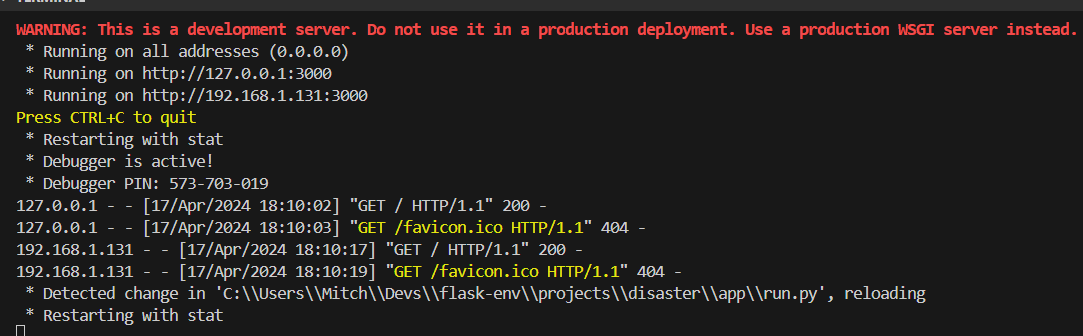 TERMINAL
WARNING: This is a development server. Do not use it in a production deployment. Use a production WSGI server instead.
* Running on all addresses (0.0.0.0)
* Running on http://127.0.0.1:3000
* Running on http://192.168.1.131:3000
Press CTRL+C to quit
* Restarting with stat
* Debugger is active!
* Debugger PIN: 573-703-019
127.0.0.1 - - [17/Apr/2024 18:10:02] "GET / HTTP/1.1" 200 -
127.0.0.1 - - [17/Apr/2024 18:10:03] "GET /favicon.ico HTTP/1.1" 404 -
192.168.1.131 - - [17/Apr/2024 18:10:17] "GET / HTTP/1.1" 200 -
192.168.1.131 - - [17/Apr/2024 18:10:19] "GET /favicon.ico HTTP/1.1" 404 -
* Detected change in 'C:\\Users\\Mitch\\Devs\\flask-env\\projects\\disaster\\app\\run.py', reloading
* Restarting with stat